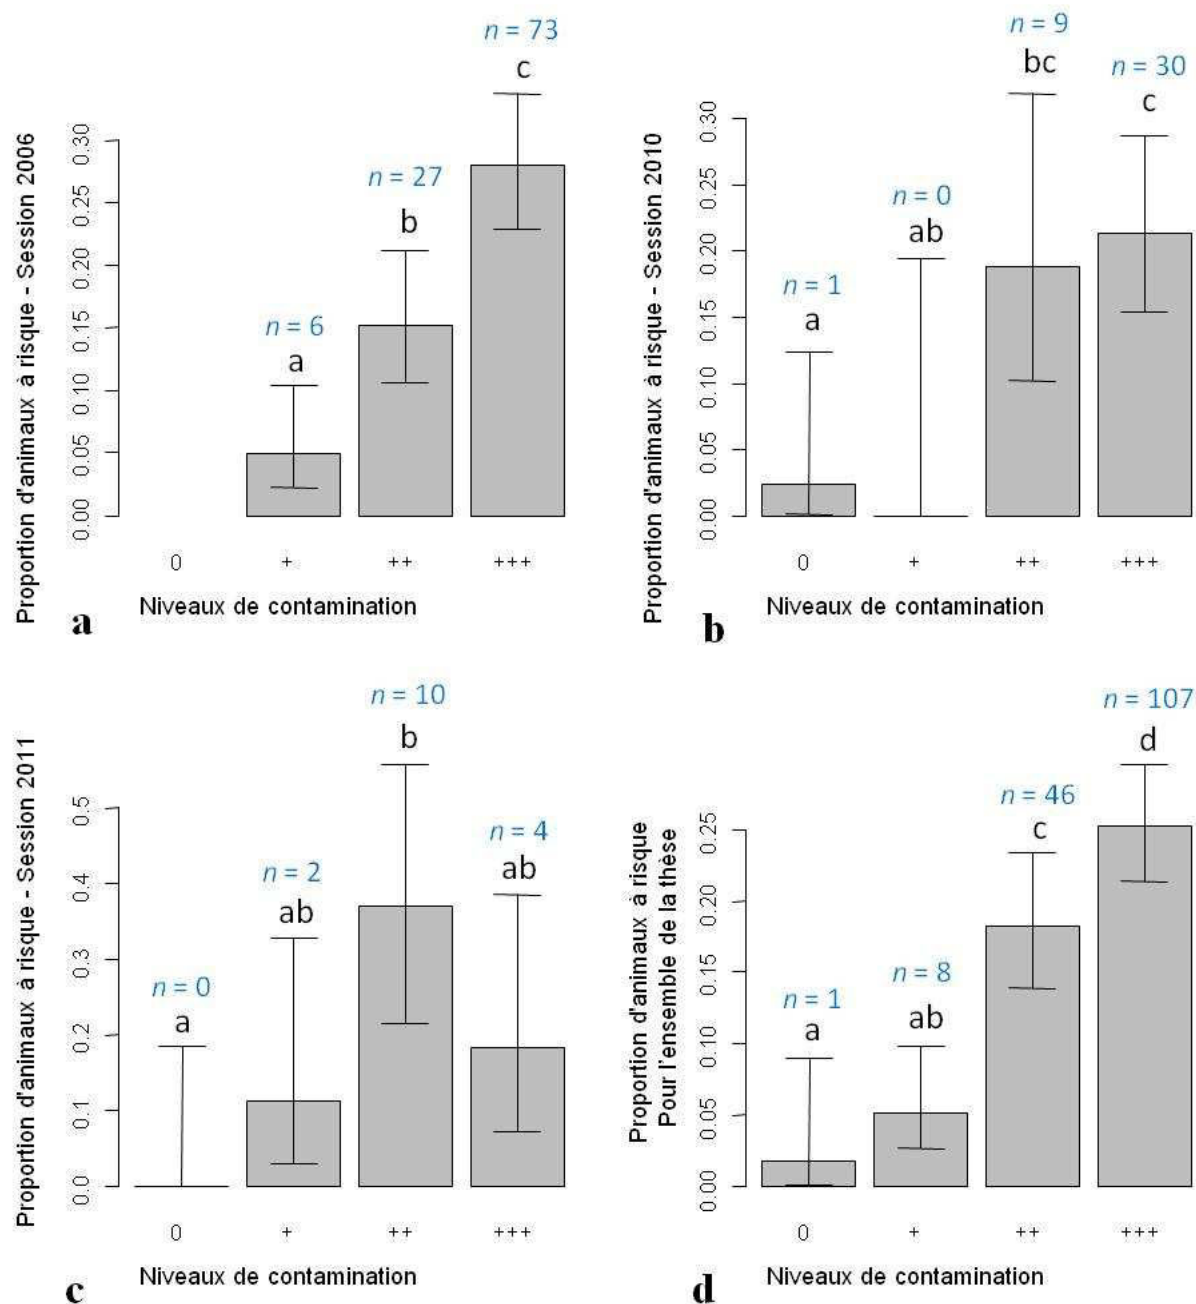 n = 73
c
Proportion d'animaux à risque - Session 2006
0.00 0.05 0.10 0.15 0.20 0.25 0.30
n = 27
b
n = 6
a
0 + ++ +++
Niveaux de contamination
a
n = 9
bc
n = 30
c
Proportion d'animaux à risque - Session 2010
0.00 0.05 0.10 0.15 0.20 0.25 0.30
n = 0
ab
n = 1
a
0 + ++ +++
Niveaux de contamination
b
n = 10
b
Proportion d'animaux à risque - Session 2011
0.0 0.1 0.2 0.3 0.4 0.5
n = 4
ab
n = 2
ab
n = 0
a
0 + ++ +++
Niveaux de contamination
c
n = 107
d
Proportion d'animaux à risque
Pour l'ensemble de la thèse
0.00 0.05 0.10 0.15 0.20 0.25
n = 46
c
n = 8
ab
n = 1
a
0 + ++ +++
Niveaux de contamination
d